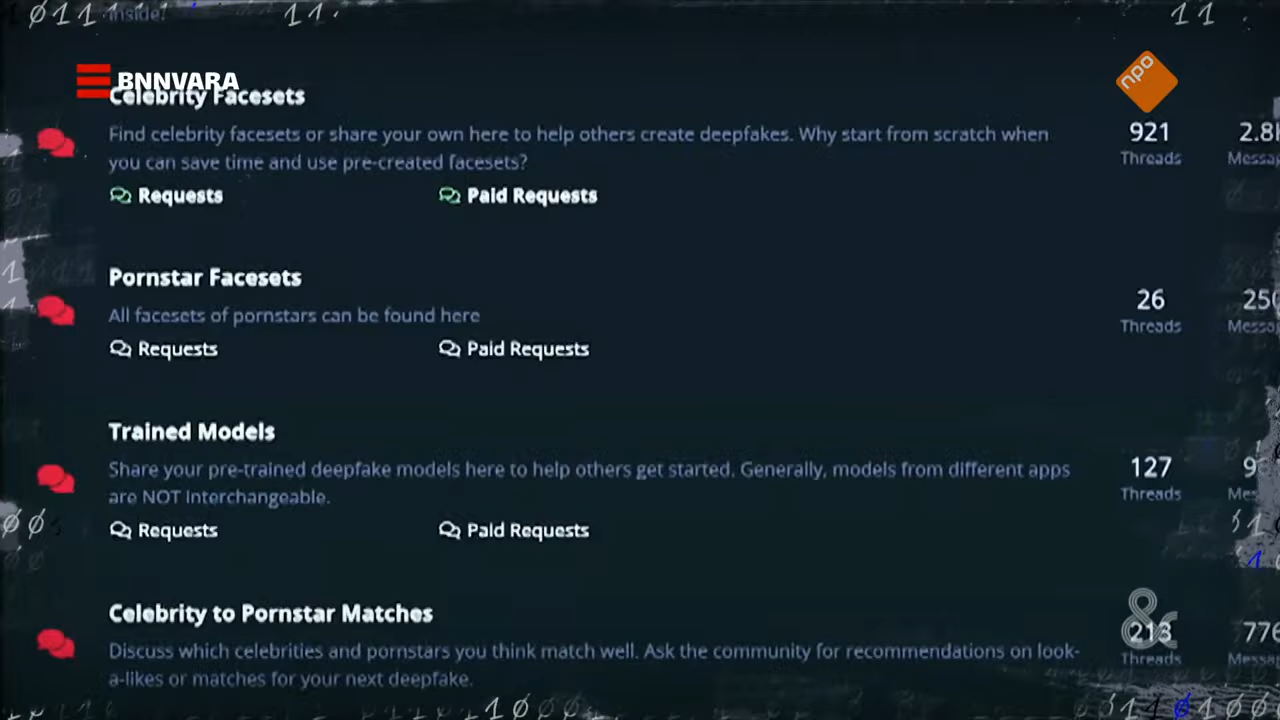 Ø11
inside!
11.
11
BNNVARA
npo
Celebrity Facesets
Find celebrity facesets or share your own here to help others create deepfakes. Why start from scratch when
you can save time and use pre-created facesets?
921
Threads
Requests
Paid Requests
Pornstar Facesets
All facesets of pornstars can be found here
26
Threads
Requests
Paid Requests
Trained Models
Share your pre-trained deepfake models here to help others get started. Generally, models from different apps
are NOT interchangeable.
127
Threads
Requests
Paid Requests
Celebrity to Pornstar Matches
Discuss which celebrities and pornstars you think match well. Ask the community for recommendations on look-
a-likes or matches for your next deepfake.
&
213
Threads